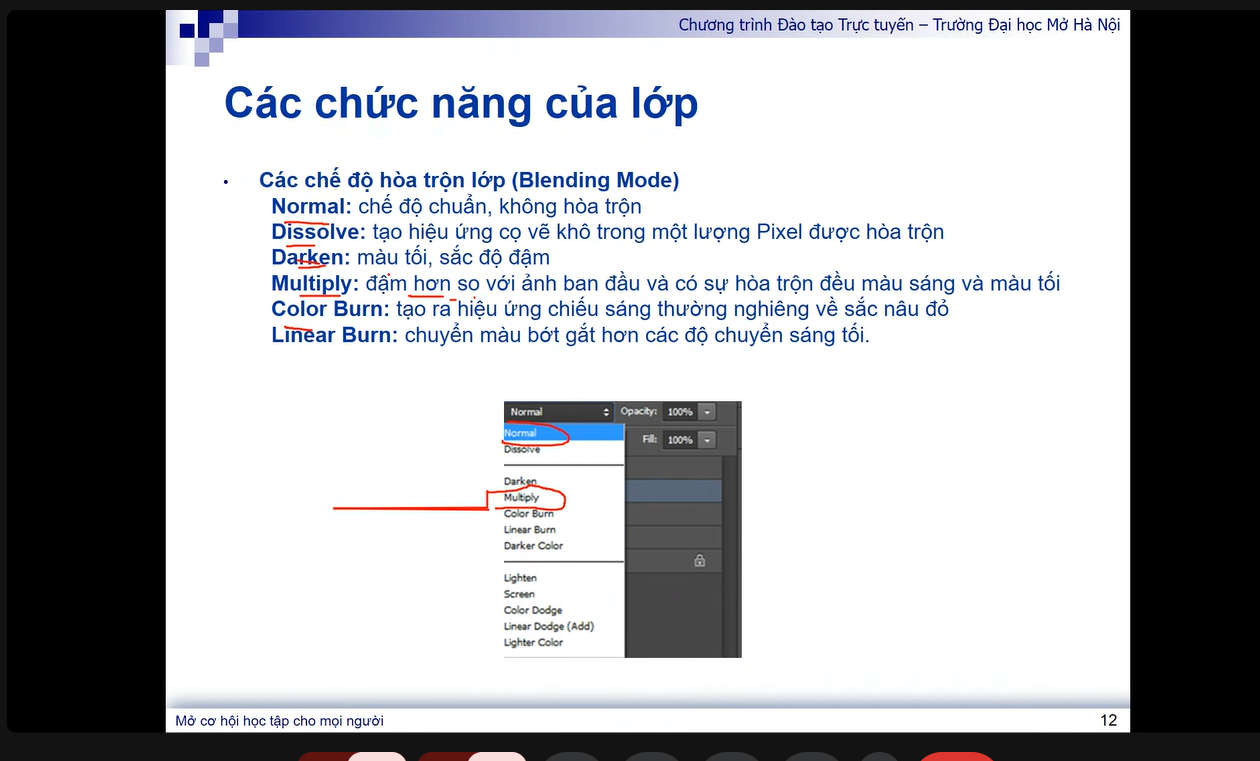 Chương trình Đào tạo Trực tuyến – Trường Đại học Mở Hà Nội
Các chức năng của lớp
• Các chế độ hòa trộn lớp (Blending Mode)
Normal: chế độ chuẩn, không hòa trộn
Dissolve: tạo hiệu ứng cọ vẽ khô trong một lượng Pixel được hòa trộn
Darken: màu tối, sắc độ đậm
Multiply: đậm hơn so với ảnh ban đầu và có sự hòa trộn đều màu sáng và màu tối
Color Burn: tạo ra hiệu ứng chiếu sáng thường nghiêng về sắc nâu đỏ
Linear Burn: chuyển màu bớt gắt hơn các độ chuyển sáng tối.
Normal Opacity: 100%
Normal Fill: 100%
Dissolve
Darken
Multiply
Color Burn
Linear Burn
Darker Color
Lighten
Screen
Color Dodge
Linear Dodge (Add)
Lighter Color
Mở cơ hội học tập cho mọi người 12